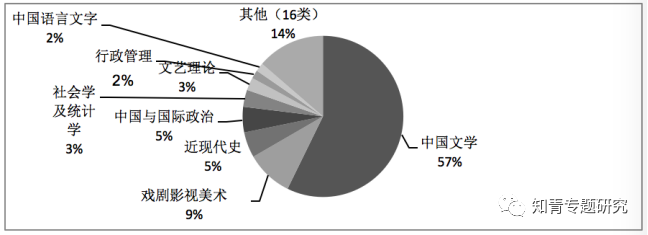 其他（16类）
14%
中国语言文字
2%
行政管理
2%
文艺理论
3%
社会学
及统计
学
3%
中国与国际政治
5%
近现代史
5%
戏剧影视美术
9%
中国文学
57%
知青专题研究